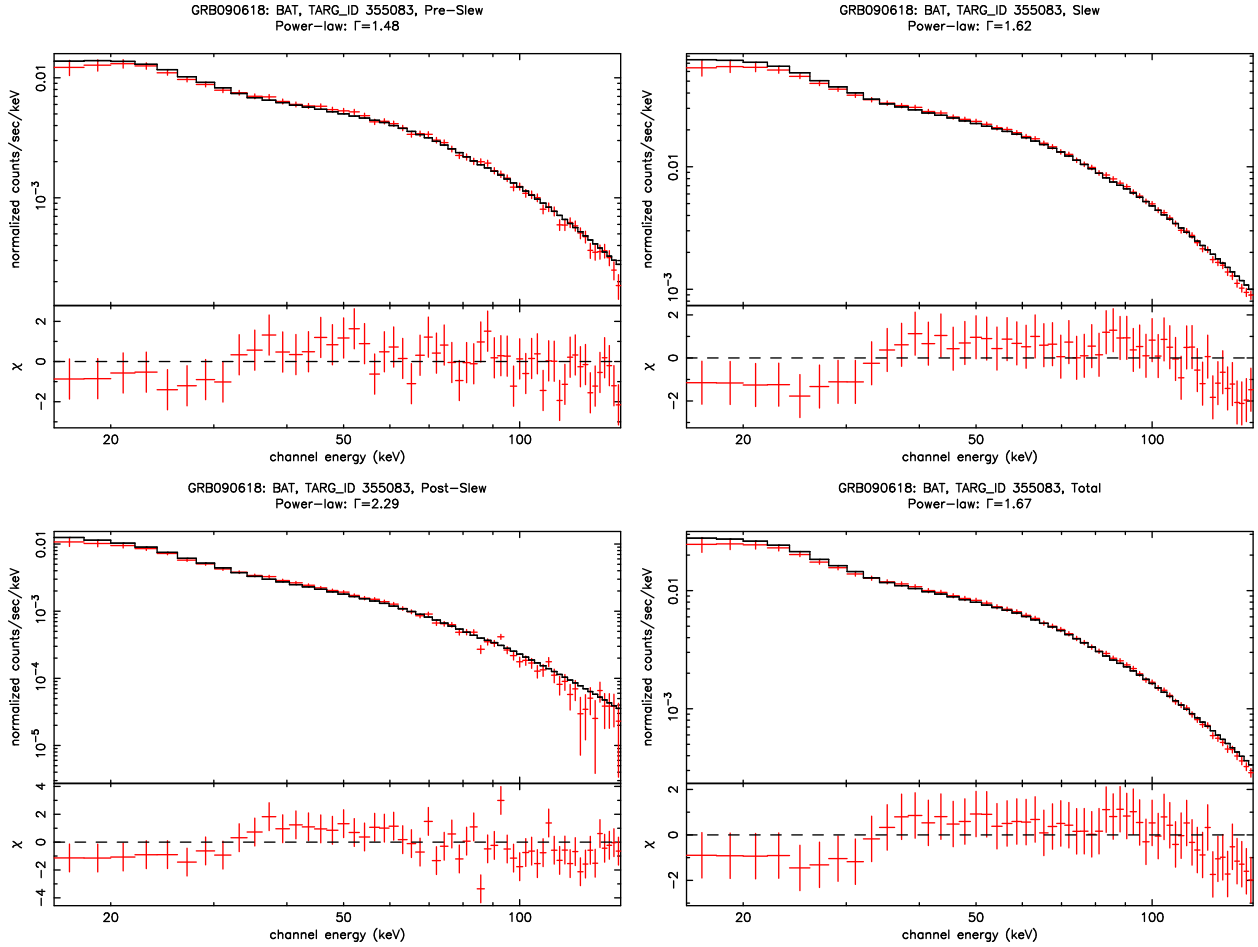 GRB090618: BAT, TARG_ID 355083, Pre-Slew
Power-law: Γ=1.48
normalized counts/sec/keV
0.01
10⁻³
χ
2
0
-2
20
50
100
channel energy (keV)
GRB090618: BAT, TARG_ID 355083, Slew
Power-law: Γ=1.62
normalized counts/sec/keV
0.01
10⁻³
χ
2
0
-2
20
50
100
channel energy (keV)
GRB090618: BAT, TARG_ID 355083, Post-Slew
Power-law: Γ=2.29
normalized counts/sec/keV
0.01
10⁻³
10⁻⁴
10⁻⁵
χ
4
2
0
-2
-4
20
50
100
channel energy (keV)
GRB090618: BAT, TARG_ID 355083, Total
Power-law: Γ=1.67
normalized counts/sec/keV
0.01
10⁻³
χ
2
0
-2
20
50
100
channel energy (keV)